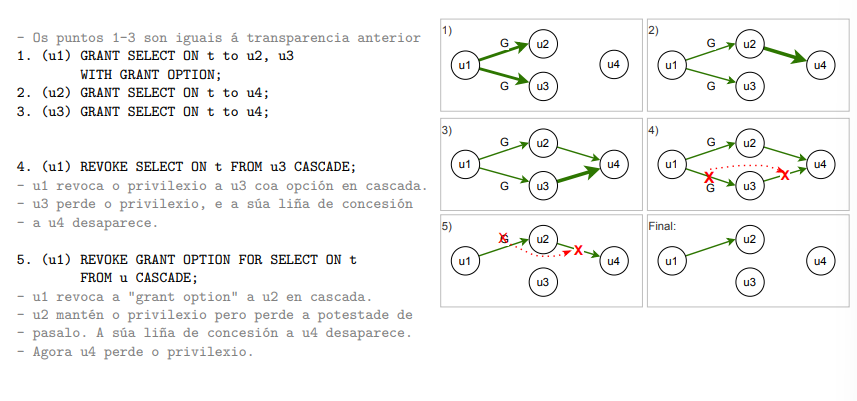 - Os puntos 1-3 son iguais á transparencia anterior
1. (u1) GRANT SELECT ON t to u2, u3
WITH GRANT OPTION;
2. (u2) GRANT SELECT ON t to u4;
3. (u3) GRANT SELECT ON t to u4;
4. (u1) REVOKE SELECT ON t FROM u3 CASCADE;
- u1 revoca o privilexio a u3 coa opción en cascada.
- u3 perde o privilexio, e a súa liña de concesión
- a u4 desaparece.
5. (u1) REVOKE GRANT OPTION FOR SELECT ON t
FROM u CASCADE;
- u1 revoca a "grant option" a u2 en cascada.
- u2 mantén o privilexio pero perde a potestade de
- pasalo. A súa liña de concesión a u4 desaparece.
- Agora u4 perde o privilexio.
1)
G
u2
u1
u4
G
u3
2)
G
u2
u1
u4
G
u3
3)
G
u2
u1
u4
G
u3
4)
G
u2
u1
u4
X
X
G
u3
5)
X
G
u2
X
u1
u4
u3
Final:
u2
u1
u4
u3